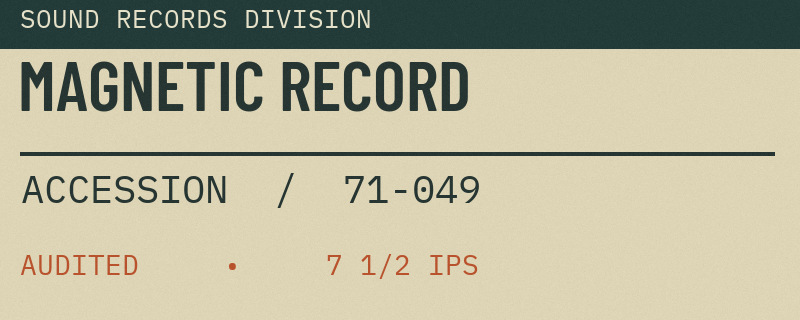 SOUND RECORDS DIVISION
MAGNETIC RECORD
ACCESSION / 71-049
AUDITED • 7 1/2 IPS